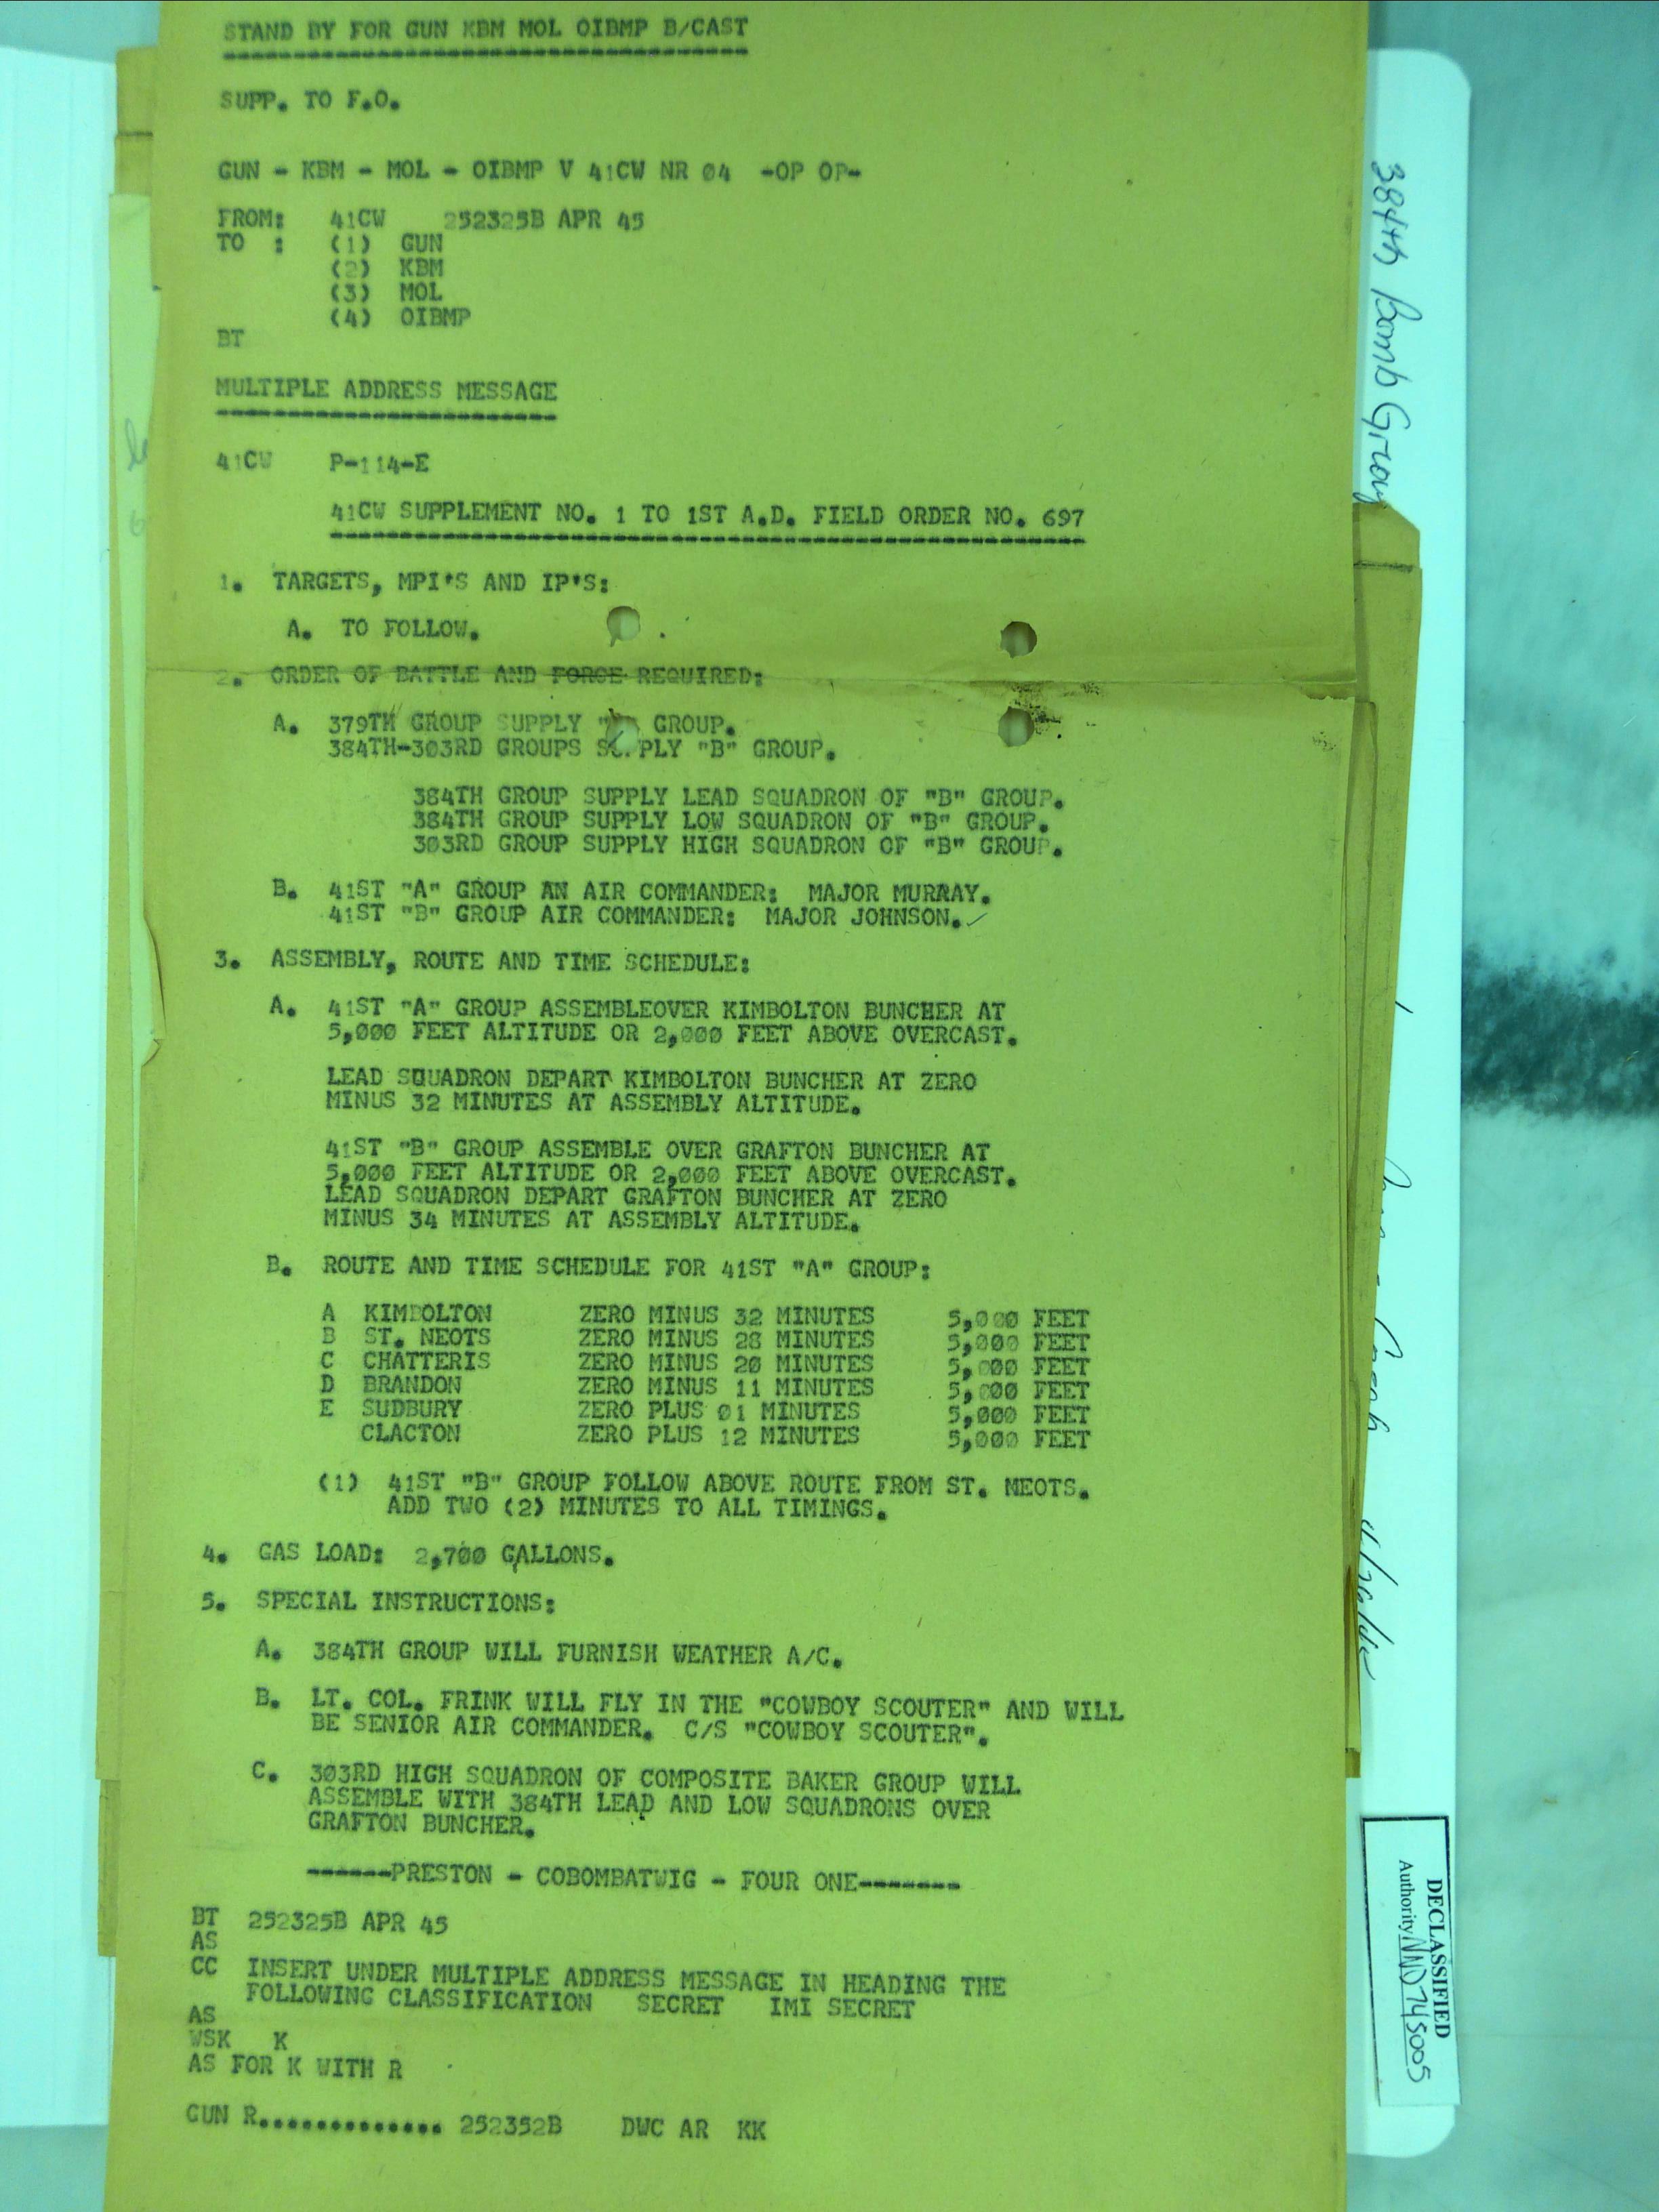 STAND BY FOR GUN KBM MOL OIBMP B/CAST
SUPP. TO F.O.
GUN - KBM - MOL - OIBMP V 41CW NR 04 -OP OP-
FROM: 41CW 252325B APR 45
TO : (1) GUN
(2) KBM
(3) MOL
(4) OIBMP
BT
MULTIPLE ADDRESS MESSAGE
41CW P-114-E
41CW SUPPLEMENT NO. 1 TO 1ST A.D. FIELD ORDER NO. 697
1. TARGETS, MPI'S AND IP'S:
A. TO FOLLOW.
2. ORDER OF BATTLE AND FORCE REQUIRED:
A. 379TH GROUP SUPPLY GROUP.
384TH-303RD GROUPS SUPPLY "B" GROUP.
384TH GROUP SUPPLY LEAD SQUADRON OF "B" GROUP.
384TH GROUP SUPPLY LOW SQUADRON OF "B" GROUP.
303RD GROUP SUPPLY HIGH SQUADRON OF "B" GROUP.
B. 41ST "A" GROUP AN AIR COMMANDER: MAJOR MURRAY.
41ST "B" GROUP AIR COMMANDER: MAJOR JOHNSON.
3. ASSEMBLY, ROUTE AND TIME SCHEDULE:
A. 41ST "A" GROUP ASSEMBLEOVER KIMBOLTON BUNCHER AT
5,000 FEET ALTITUDE OR 2,000 FEET ABOVE OVERCAST.
LEAD SQUADRON DEPART KIMBOLTON BUNCHER AT ZERO
MINUS 32 MINUTES AT ASSEMBLY ALTITUDE.
41ST "B" GROUP ASSEMBLE OVER GRAFTON BUNCHER AT
5,000 FEET ALTITUDE OR 2,000 FEET ABOVE OVERCAST.
LEAD SQUADRON DEPART GRAFTON BUNCHER AT ZERO
MINUS 34 MINUTES AT ASSEMBLY ALTITUDE.
B. ROUTE AND TIME SCHEDULE FOR 41ST "A" GROUP:
A KIMBOLTON ZERO MINUS 32 MINUTES 5,000 FEET
B ST. NEOTS ZERO MINUS 28 MINUTES 5,000 FEET
C CHATTERIS ZERO MINUS 20 MINUTES 5,000 FEET
D BRANDON ZERO MINUS 11 MINUTES 5,000 FEET
E SUDBURY ZERO PLUS 01 MINUTES 5,000 FEET
CLACTON ZERO PLUS 12 MINUTES 5,000 FEET
(1) 41ST "B" GROUP FOLLOW ABOVE ROUTE FROM ST. MEOTS.
ADD TWO (2) MINUTES TO ALL TIMINGS.
4. GAS LOAD: 2,700 GALLONS.
5. SPECIAL INSTRUCTIONS:
A. 384TH GROUP WILL FURNISH WEATHER A/C.
B. LT. COL. FRINK WILL FLY IN THE "COWBOY SCOUTER" AND WILL
BE SENIOR AIR COMMANDER. C/S "COWBOY SCOUTER".
C. 303RD HIGH SQUADRON OF COMPOSITE BAKER GROUP WILL
ASSEMBLE WITH 384TH LEAD AND LOW SQUADRONS OVER
GRAFTON BUNCHER.
------PRESTON - COBOMBATWIG - FOUR ONE-------
BT 252325B APR 45
AS
CC INSERT UNDER MULTIPLE ADDRESS MESSAGE IN HEADING THE
FOLLOWING CLASSIFICATION SECRET IMI SECRET
AS
WSK K
AS FOR K WITH R
GUN R.............. 252352B DWC AR KK
384th Bomb Group
DECLASSIFIED
Authority NND 745005